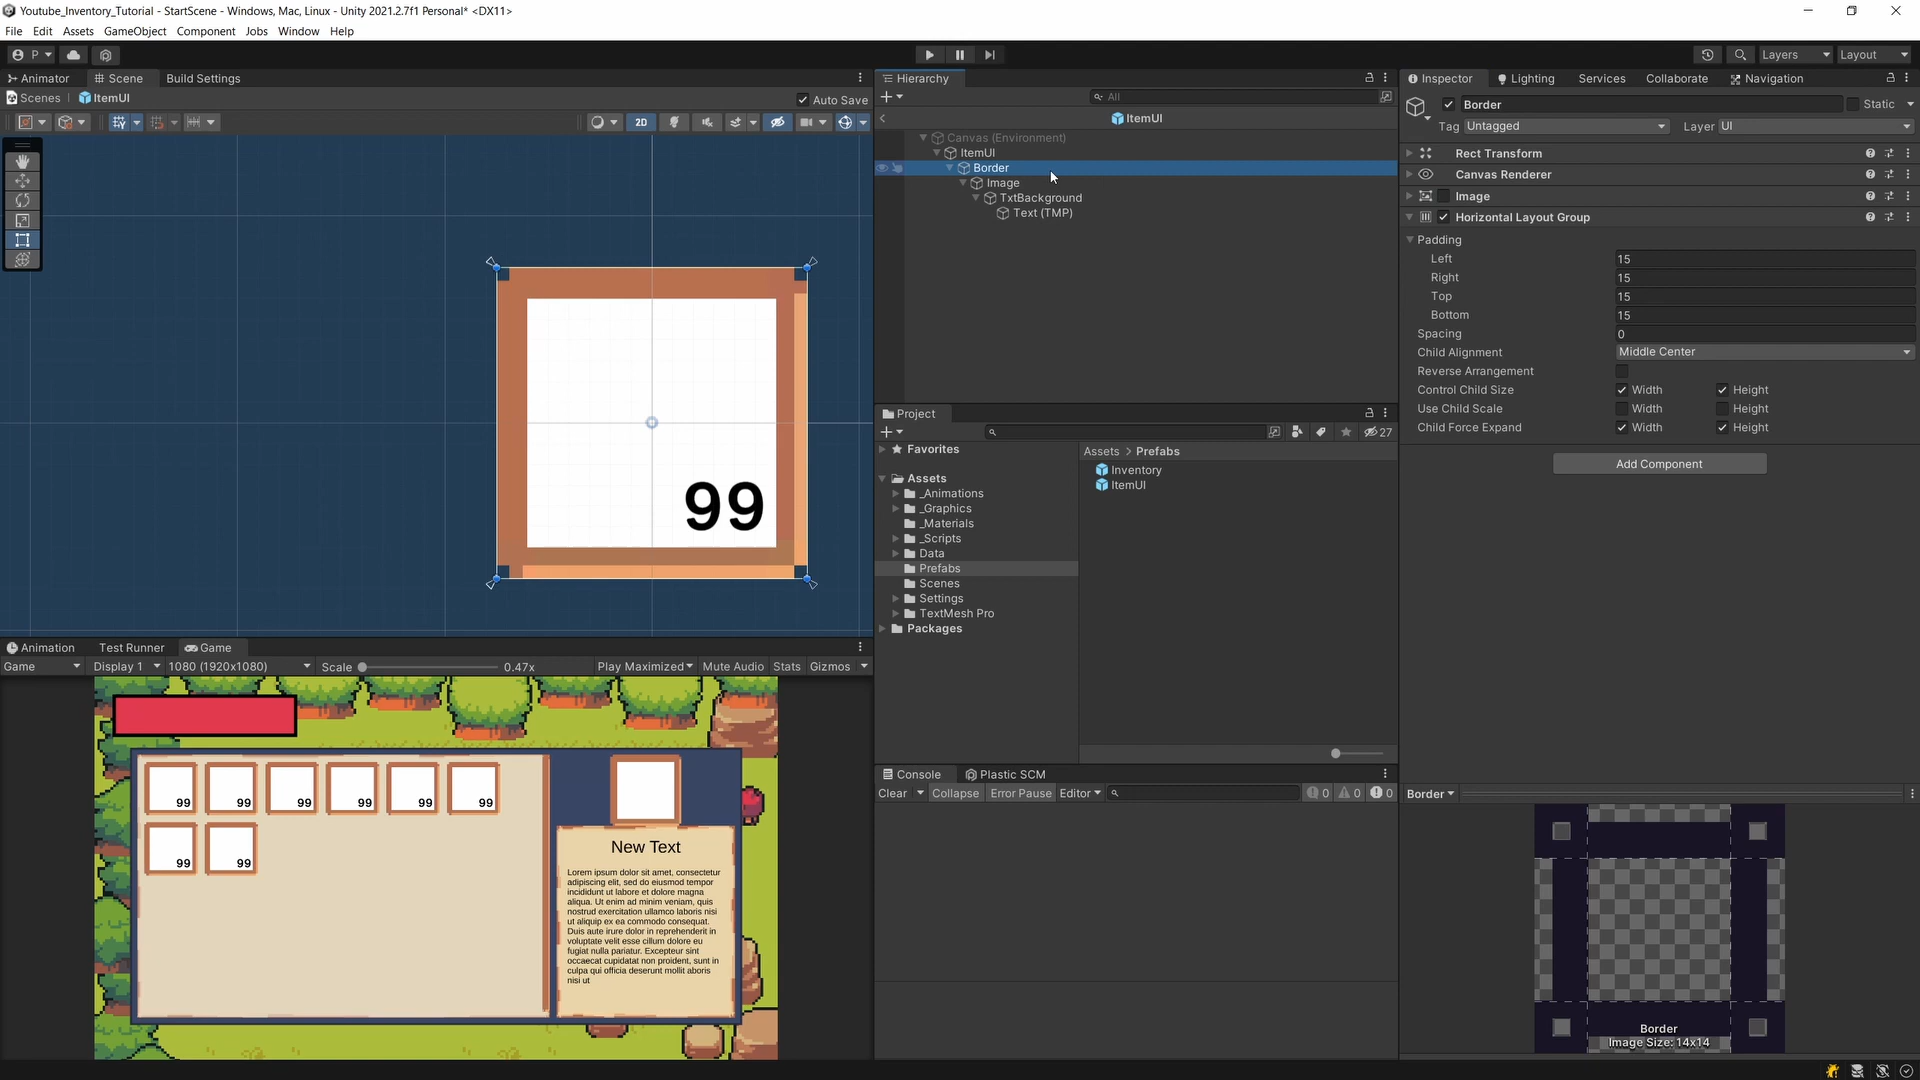 Youtube_Inventory_Tutorial - StartScene - Windows, Mac, Linux - Unity 2021.2.7f1 Personal* <DX11>
File Edit Assets GameObject Component Jobs Window Help
P Layers Layout
Animator Scene Build Settings
Scenes ItemUI Auto Save
2D
99
Hierarchy
All
ItemUI
Canvas (Environment)
ItemUI
Border
Image
TxtBackground
Text (TMP)
Project
27
Favorites
Assets
_Animations
_Graphics
_Materials
_Scripts
Data
Prefabs
Scenes
Settings
TextMesh Pro
Packages
Assets > Prefabs
Inventory
ItemUI
Console Plastic SCM
Clear Collapse Error Pause Editor 0 0 0
Inspector Lighting Services Collaborate Navigation
Border Static
Tag Untagged Layer UI
Rect Transform
Canvas Renderer
Image
Horizontal Layout Group
Padding
Left 15
Right 15
Top 15
Bottom 15
Spacing 0
Child Alignment Middle Center
Reverse Arrangement
Control Child Size Width Height
Use Child Scale Width Height
Child Force Expand Width Height
Add Component
Border
Border
Image Size: 14x14
Animation Test Runner Game
Game Display 1 1080 (1920x1080) Scale 0.47x Play Maximized Mute Audio Stats Gizmos
99 99 99 99 99 99
99 99
New Text
Lorem ipsum dolor sit amet, consectetur
adipiscing elit, sed do eiusmod tempor
incididunt ut labore et dolore magna
aliqua. Ut enim ad minim veniam, quis
nostrud exercitation ullamco laboris nisi
ut aliquip ex ea commodo consequat.
Duis aute irure dolor in reprehenderit in
voluptate velit esse cillum dolore eu
fugiat nulla pariatur. Excepteur sint
occaecat cupidatat non proident, sunt in
culpa qui officia deserunt mollit aboris
nisi ut